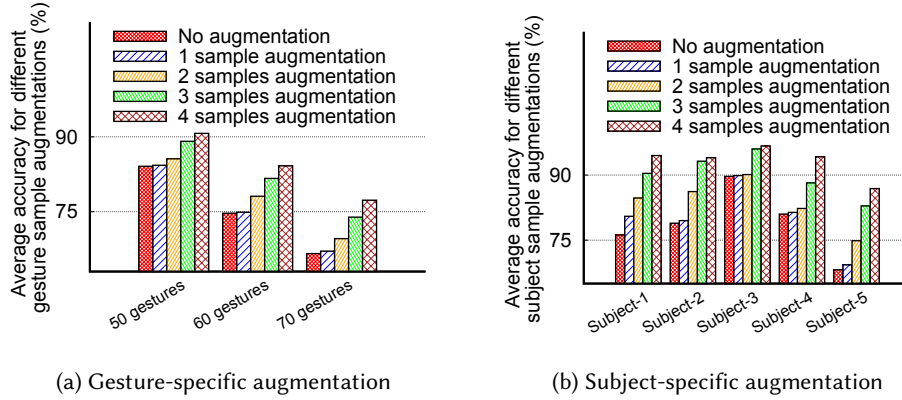 Average accuracy for different
gesture sample augmentations (%)
No augmentation
1 sample augmentation
2 samples augmentation
3 samples augmentation
4 samples augmentation
90
75
50 gestures
60 gestures
70 gestures
(a) Gesture-specific augmentation
Average accuracy for different
subject sample augmentations (%)
No augmentation
1 sample augmentation
2 samples augmentation
3 samples augmentation
4 samples augmentation
90
75
Subject-1
Subject-2
Subject-3
Subject-4
Subject-5
(b) Subject-specific augmentation